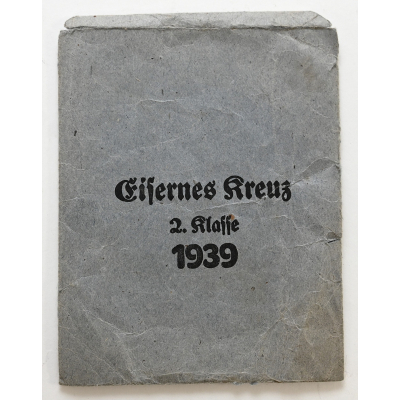 Eiſernes Kreuz
2. Klaſſe
1939